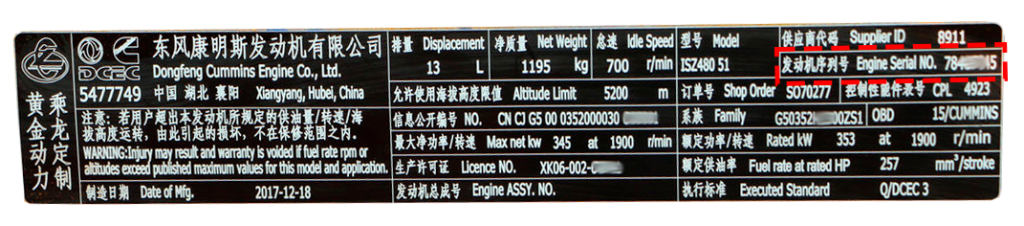 乘龙定制
黄金动力
DCEC
东风康明斯发动机有限公司
Dongfeng Cummins Engine Co., Ltd.
5477749 中国 湖北 襄阳 Xiangyang, Hubei, China
注意: 若用户超出本发动机所规定的供油量/转速/海
拔高度运转, 由此引起的损坏, 不在保修范围之内.
WARNING:Injury may result and warranty is voided if fuel rate rpm or
altitudes exceed published maximum values for this model and application.
制造日期 Date of Mfg. 2017-12-18
排量 Displacement 13 L
净质量 Net Weight 1195 kg
怠速 Idle Speed 700 r/min
允许使用海拔高度限值 Altitude Limit 5200 m
信息公开编号 NO. CN CJ G5 00 0352000030
最大净功率/转速 Max net kw 345 at 1900 r/min
生产许可证 Licence NO. XK06-002-
发动机总成号 Engine ASSY. NO.
型号 Model ISZ480 51
供应商代码 Supplier ID 8911
发动机序列号 Engine Serial NO. 784 45
订单号 Shop Order SO70277
控制性能件表号 CPL 4923
系族 Family G50352 00ZS1 OBD 15/CUMMINS
额定功率/转速 Rated kW 353 at 1900 r/min
额定供油率 Fuel rate at rated HP 257 mm³/stroke
执行标准 Executed Standard Q/DCEC 3